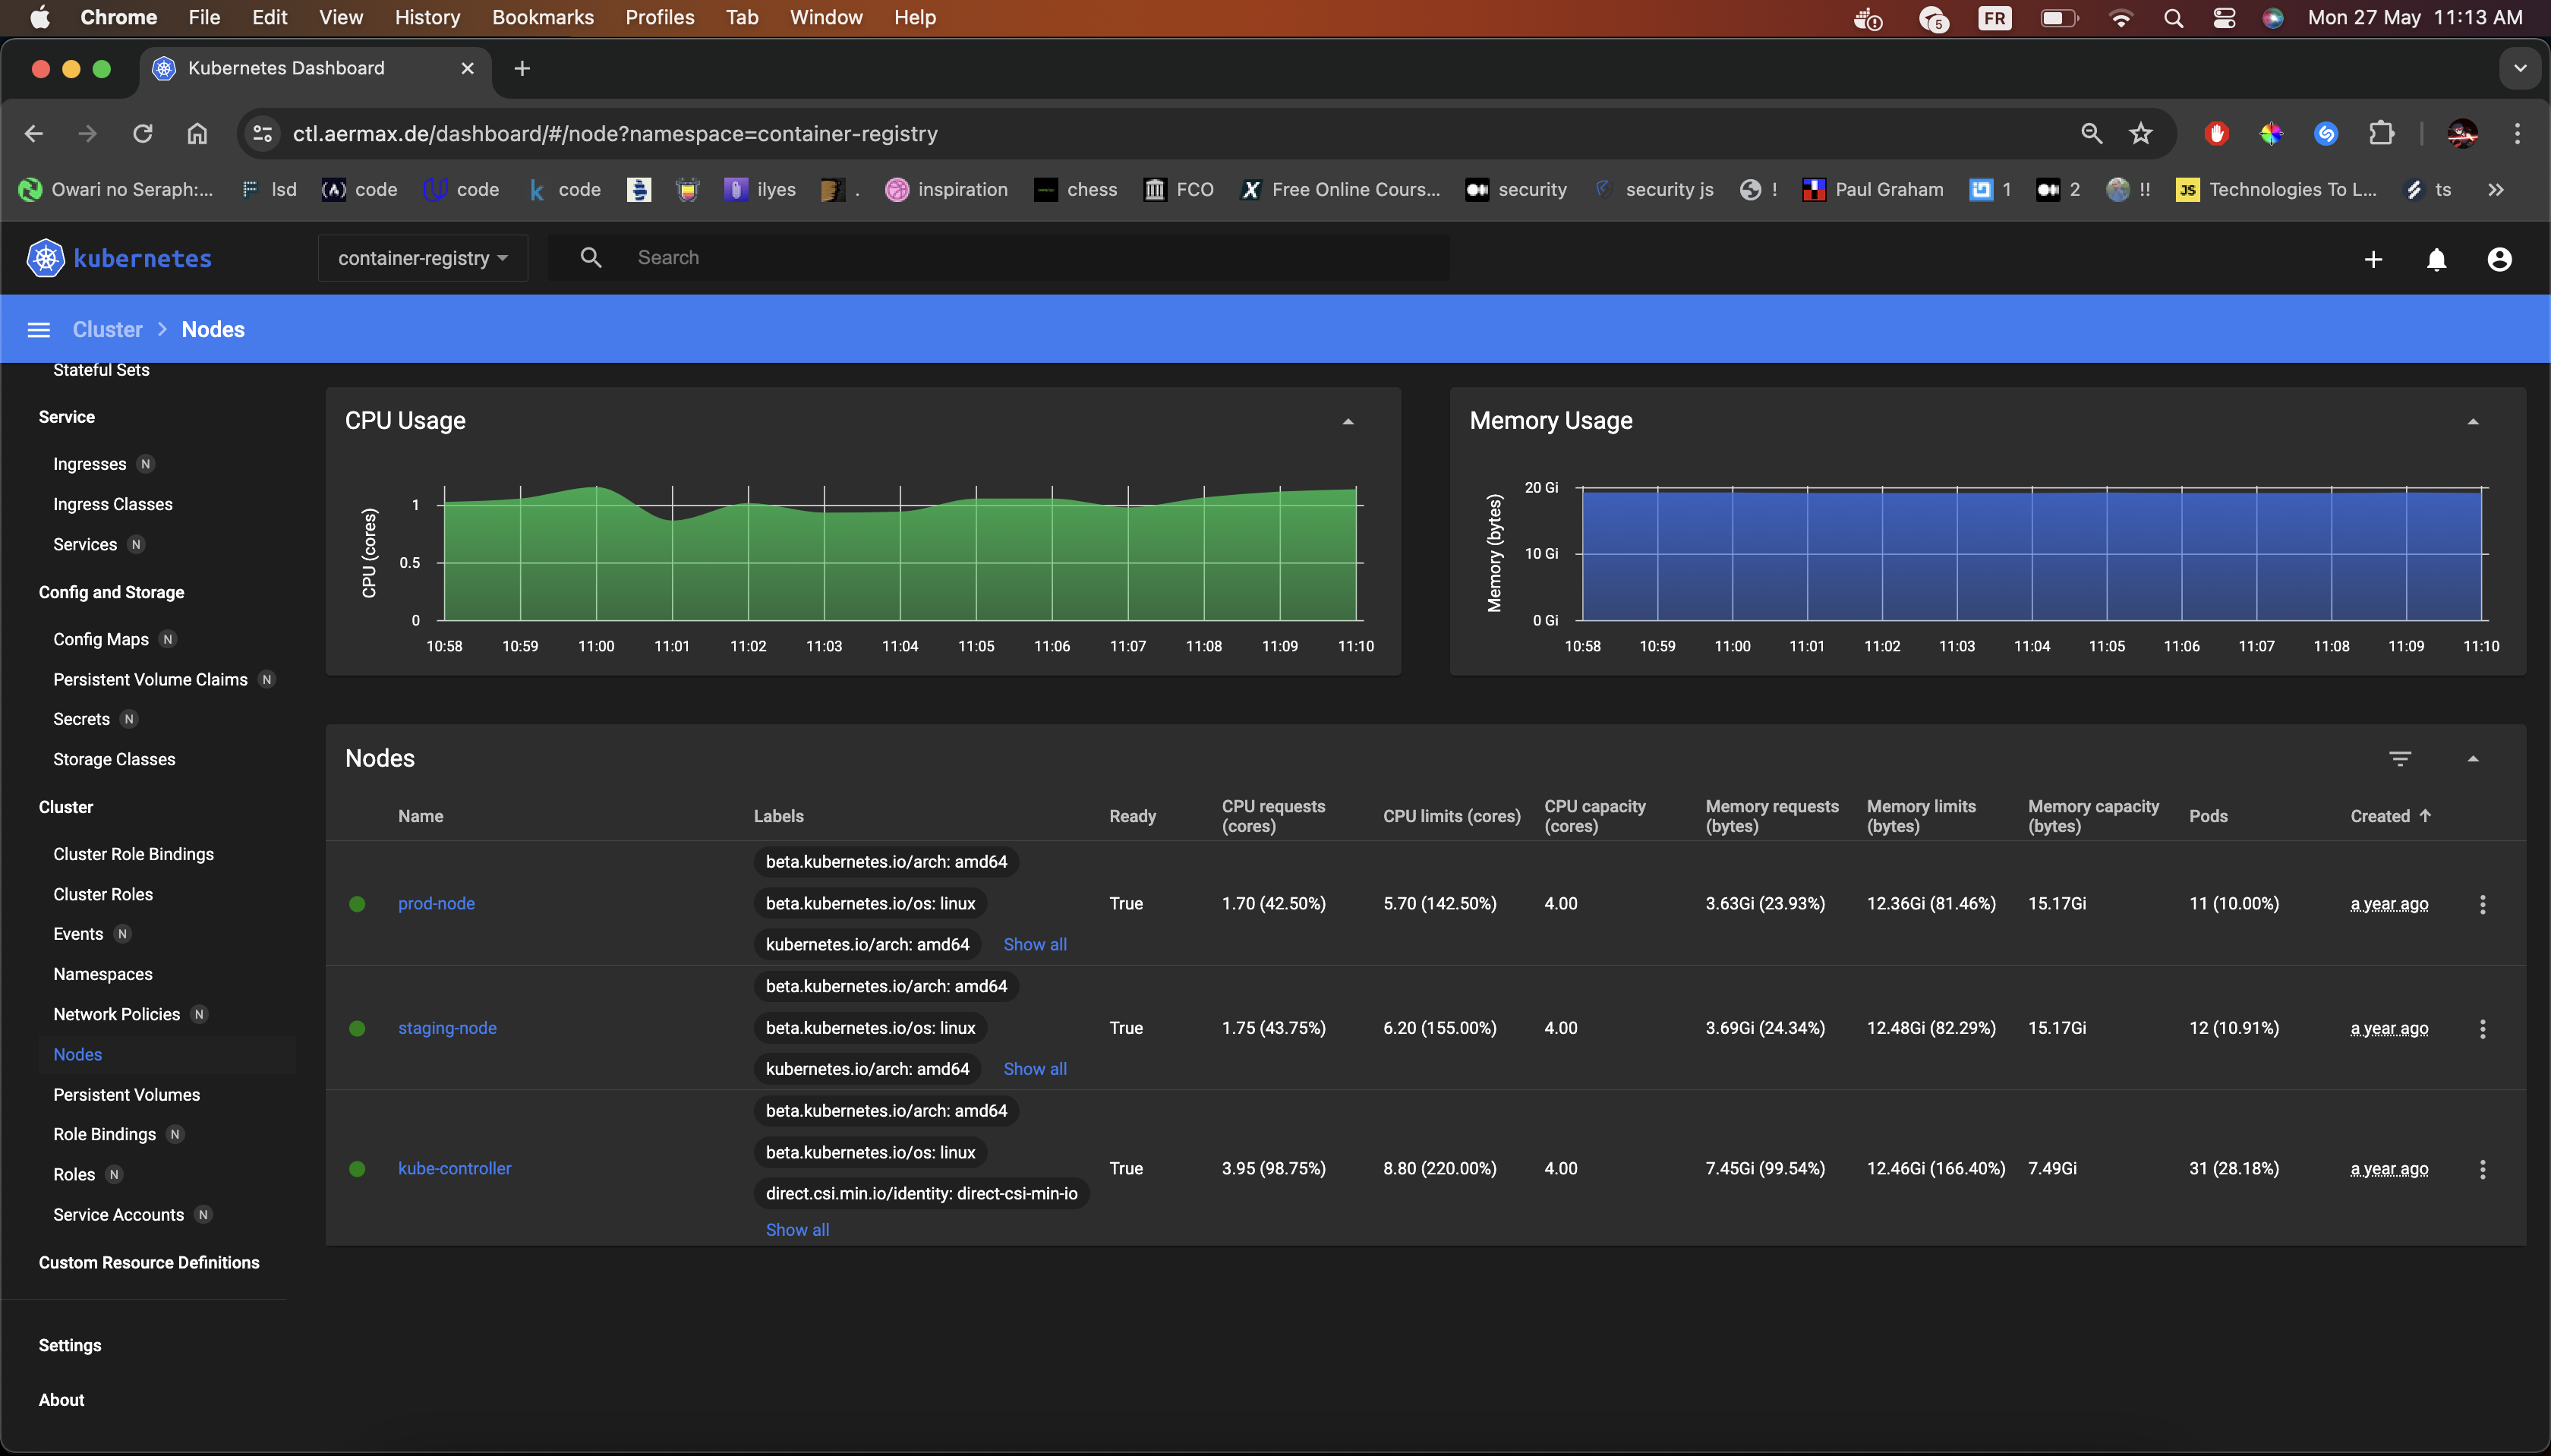 Chrome File Edit View History Bookmarks Profiles Tab Window Help 5 FR Mon 27 May 11:13 AM
Kubernetes Dashboard
ctl.aermax.de/dashboard/#/node?namespace=container-registry
Owari no Seraph:... lsd code code code ilyes . inspiration chess FCO Free Online Cours... security security js ! Paul Graham 1 2 !! JS Technologies To L... ts
kubernetes container-registry Search
Cluster > Nodes
Stateful Sets
Service
Ingresses N
Ingress Classes
Services N
Config and Storage
Config Maps N
Persistent Volume Claims N
Secrets N
Storage Classes
Cluster
Cluster Role Bindings
Cluster Roles
Events N
Namespaces
Network Policies N
Nodes
Persistent Volumes
Role Bindings N
Roles N
Service Accounts N
Custom Resource Definitions
Settings
About
CPU Usage
CPU (cores)
1
0.5
0
10:58 10:59 11:00 11:01 11:02 11:03 11:04 11:05 11:06 11:07 11:08 11:09 11:10
Memory Usage
Memory (bytes)
20 Gi
10 Gi
0 Gi
10:58 10:59 11:00 11:01 11:02 11:03 11:04 11:05 11:06 11:07 11:08 11:09 11:10
Nodes
Name Labels Ready CPU requests (cores) CPU limits (cores) CPU capacity (cores) Memory requests (bytes) Memory limits (bytes) Memory capacity (bytes) Pods Created
beta.kubernetes.io/arch: amd64
prod-node beta.kubernetes.io/os: linux True 1.70 (42.50%) 5.70 (142.50%) 4.00 3.63Gi (23.93%) 12.36Gi (81.46%) 15.17Gi 11 (10.00%) a year ago
kubernetes.io/arch: amd64 Show all
beta.kubernetes.io/arch: amd64
staging-node beta.kubernetes.io/os: linux True 1.75 (43.75%) 6.20 (155.00%) 4.00 3.69Gi (24.34%) 12.48Gi (82.29%) 15.17Gi 12 (10.91%) a year ago
kubernetes.io/arch: amd64 Show all
beta.kubernetes.io/arch: amd64
beta.kubernetes.io/os: linux
kube-controller True 3.95 (98.75%) 8.80 (220.00%) 4.00 7.45Gi (99.54%) 12.46Gi (166.40%) 7.49Gi 31 (28.18%) a year ago
direct.csi.min.io/identity: direct-csi-min-io
Show all